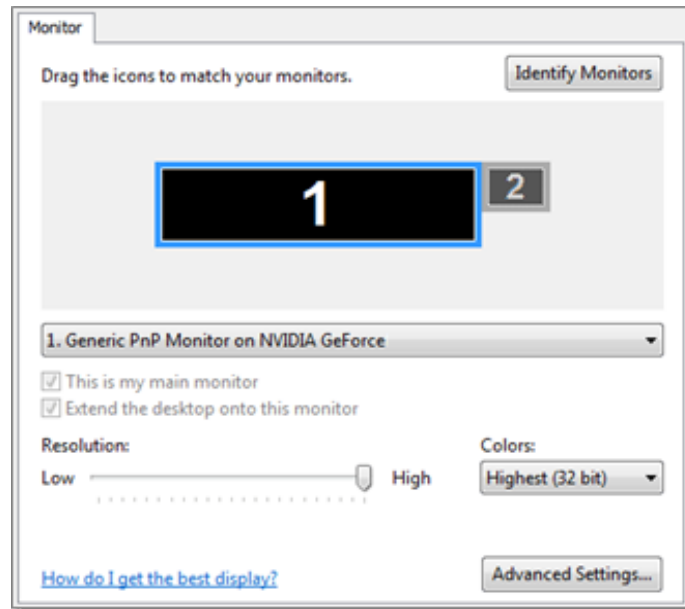 Monitor
Drag the icons to match your monitors.
Identify Monitors
1
2
1. Generic PnP Monitor on NVIDIA GeForce
This is my main monitor
Extend the desktop onto this monitor
Resolution:
Colors:
Low
High
Highest (32 bit)
How do I get the best display?
Advanced Settings...